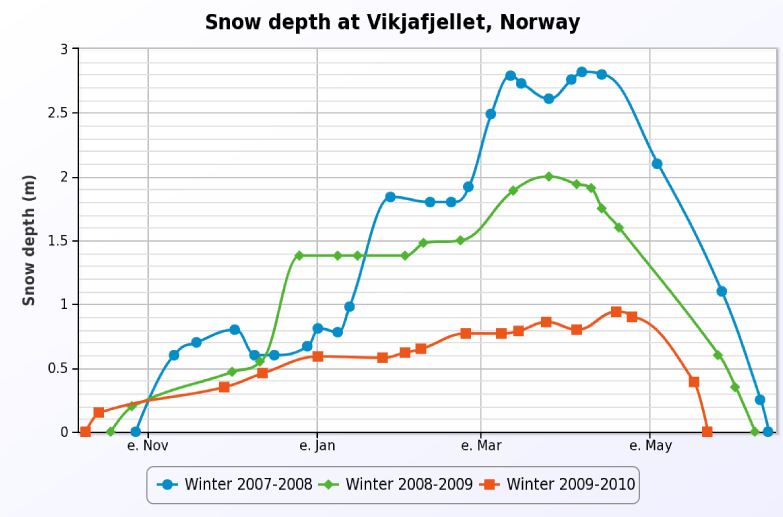 Snow depth at Vikjafjellet, Norway
Snow depth (m)
3
2.5
2
1.5
1
0.5
0
e. Nov
e. Jan
e. Mar
e. May
Winter 2007-2008
Winter 2008-2009
Winter 2009-2010